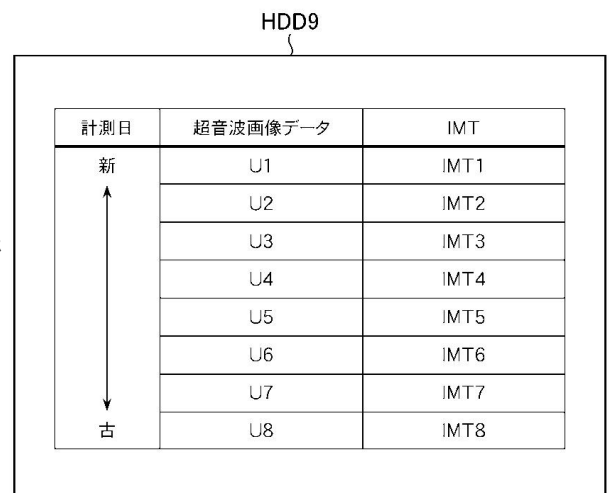 HDD9
計測日 超音波画像データ IMT
新 U1 IMT1
U2 IMT2
U3 IMT3
U4 IMT4
U5 IMT5
U6 IMT6
U7 IMT7
古 U8 IMT8